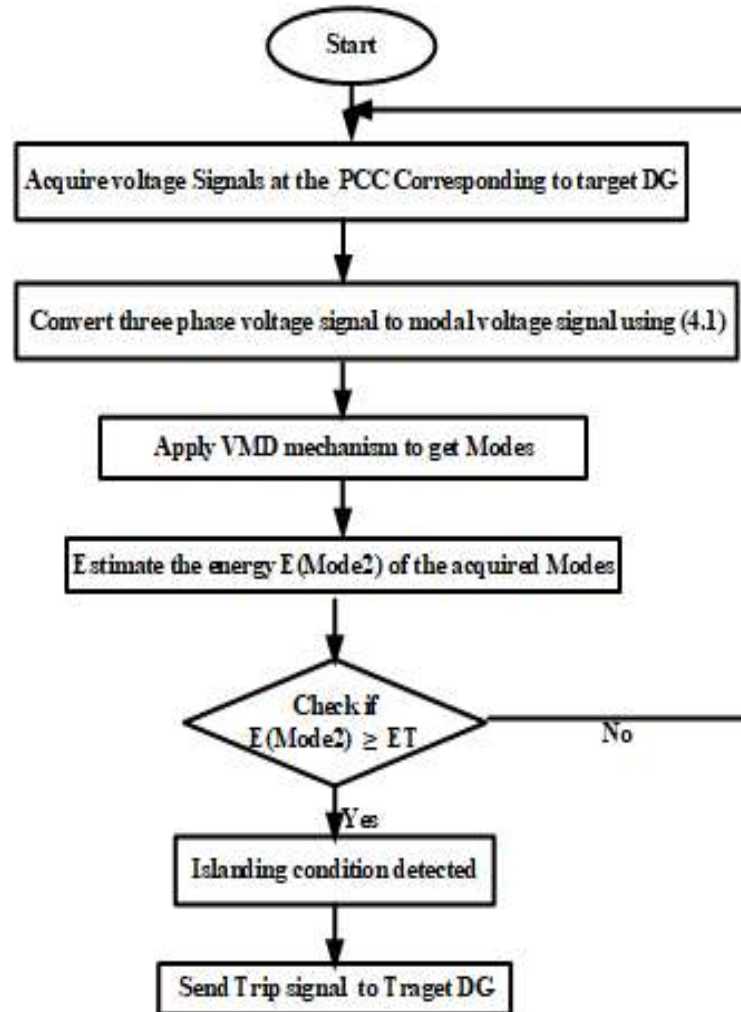 Start
Acquire voltage Signals at the PCC Corresponding to target DG
Convert three phase voltage signal to modal voltage signal using (4.1)
Apply VMD mechanism to get Modes
Estimate the energy E(Mode2) of the acquired Modes
Check if
E(Mode2) ≥ ET
No
Yes
Islanding condition detected
Send Trip signal to Traget DG